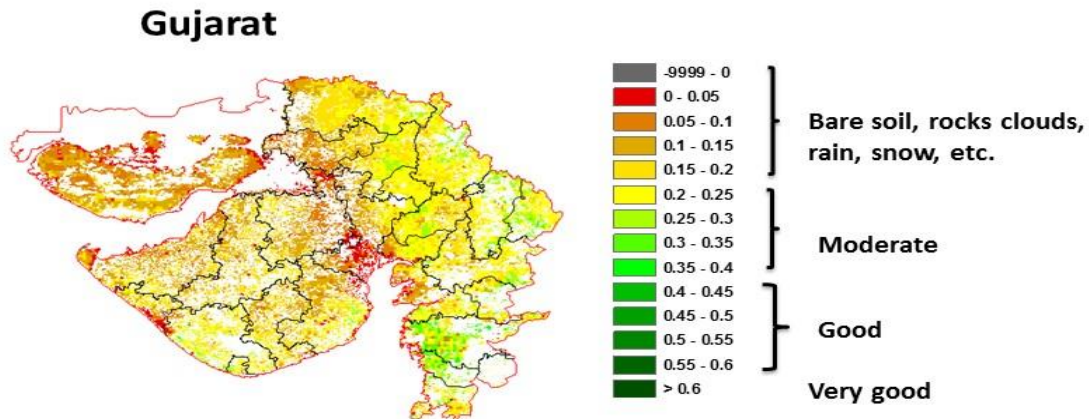 Gujarat
-9999 - 0
0 - 0.05
0.05 - 0.1
0.1 - 0.15
0.15 - 0.2
0.2 - 0.25
0.25 - 0.3
0.3 - 0.35
0.35 - 0.4
0.4 - 0.45
0.45 - 0.5
0.5 - 0.55
0.55 - 0.6
> 0.6
Bare soil, rocks clouds,
rain, snow, etc.
Moderate
Good
Very good